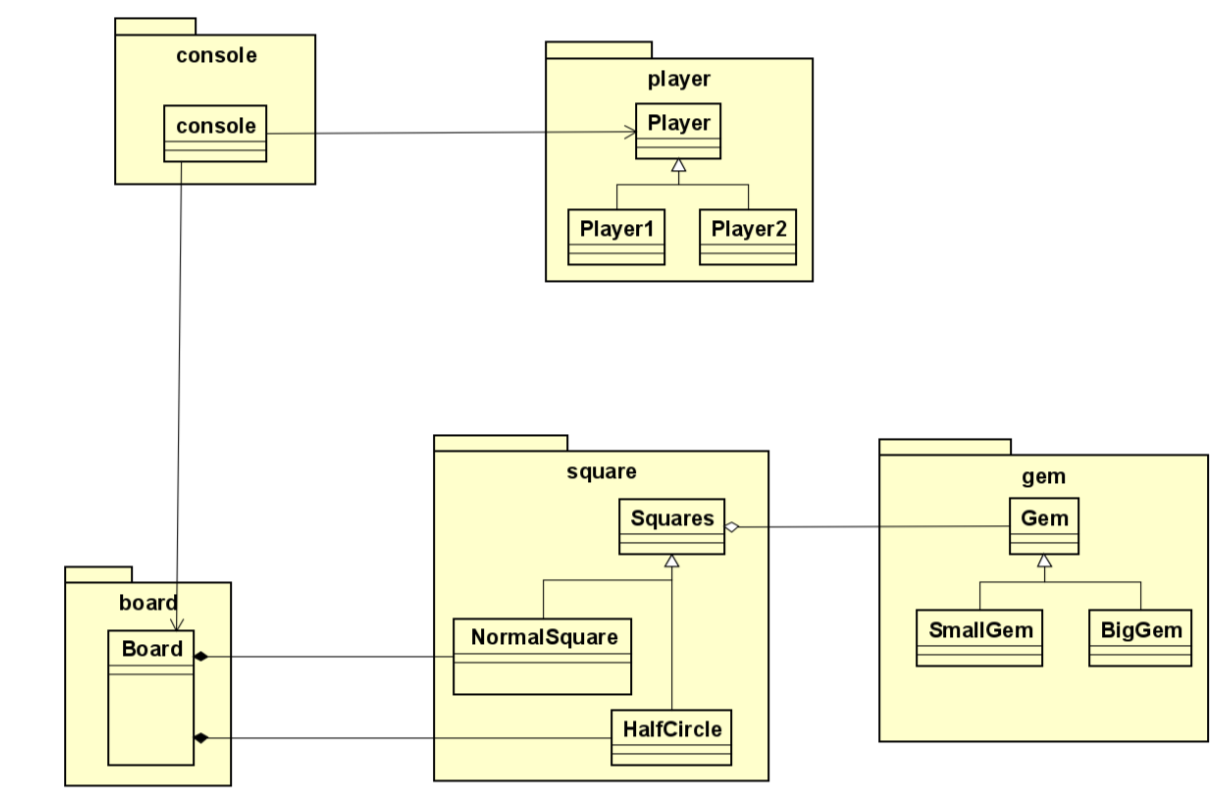 console
console
player
Player
Player1
Player2
square
Squares
NormalSquare
HalfCircle
gem
Gem
SmallGem
BigGem
board
Board